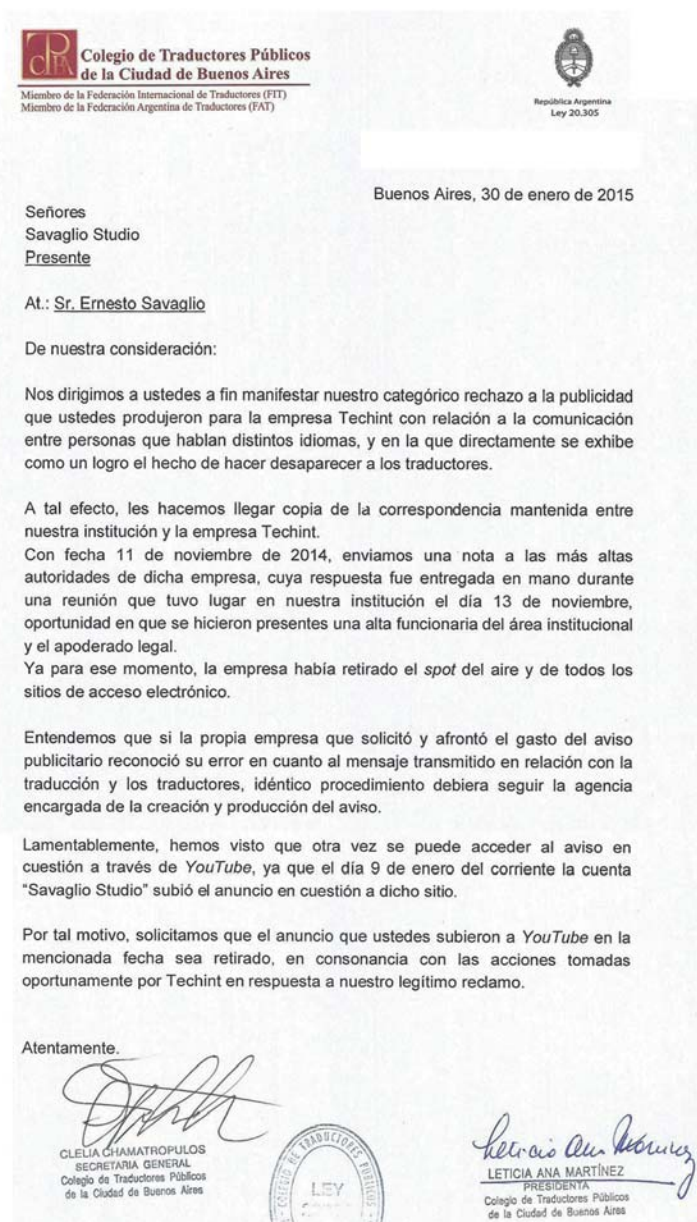 CTPCBA
Colegio de Traductores Públicos
de la Ciudad de Buenos Aires
Miembro de la Federación Internacional de Traductores (FIT)
Miembro de la Federación Argentina de Traductores (FAT)
República Argentina
Ley 20.305
Buenos Aires, 30 de enero de 2015
Señores
Savaglio Studio
Presente
At.: Sr. Ernesto Savaglio
De nuestra consideración:
Nos dirigimos a ustedes a fin manifestar nuestro categórico rechazo a la publicidad
que ustedes produjeron para la empresa Techint con relación a la comunicación
entre personas que hablan distintos idiomas, y en la que directamente se exhibe
como un logro el hecho de hacer desaparecer a los traductores.
A tal efecto, les hacemos llegar copia de la correspondencia mantenida entre
nuestra institución y la empresa Techint.
Con fecha 11 de noviembre de 2014, enviamos una nota a las más altas
autoridades de dicha empresa, cuya respuesta fue entregada en mano durante
una reunión que tuvo lugar en nuestra institución el día 13 de noviembre,
oportunidad en que se hicieron presentes una alta funcionaria del área institucional
y el apoderado legal.
Ya para ese momento, la empresa había retirado el spot del aire y de todos los
sitios de acceso electrónico.
Entendemos que si la propia empresa que solicitó y afrontó el gasto del aviso
publicitario reconoció su error en cuanto al mensaje transmitido en relación con la
traducción y los traductores, idéntico procedimiento debiera seguir la agencia
encargada de la creación y producción del aviso.
Lamentablemente, hemos visto que otra vez se puede acceder al aviso en
cuestión a través de YouTube, ya que el día 9 de enero del corriente la cuenta
“Savaglio Studio” subió el anuncio en cuestión a dicho sitio.
Por tal motivo, solicitamos que el anuncio que ustedes subieron a YouTube en la
mencionada fecha sea retirado, en consonancia con las acciones tomadas
oportunamente por Techint en respuesta a nuestro legítimo reclamo.
Atentamente.
CLELIA CHAMATROPULOS
SECRETARIA GENERAL
Colegio de Traductores Públicos
de la Ciudad de Buenos Aires
COLEGIO DE TRADUCTORES PÚBLICOS
LEY
Leticia Ana Martínez
LETICIA ANA MARTÍNEZ
PRESIDENTA
Colegio de Traductores Públicos
de la Ciudad de Buenos Aires